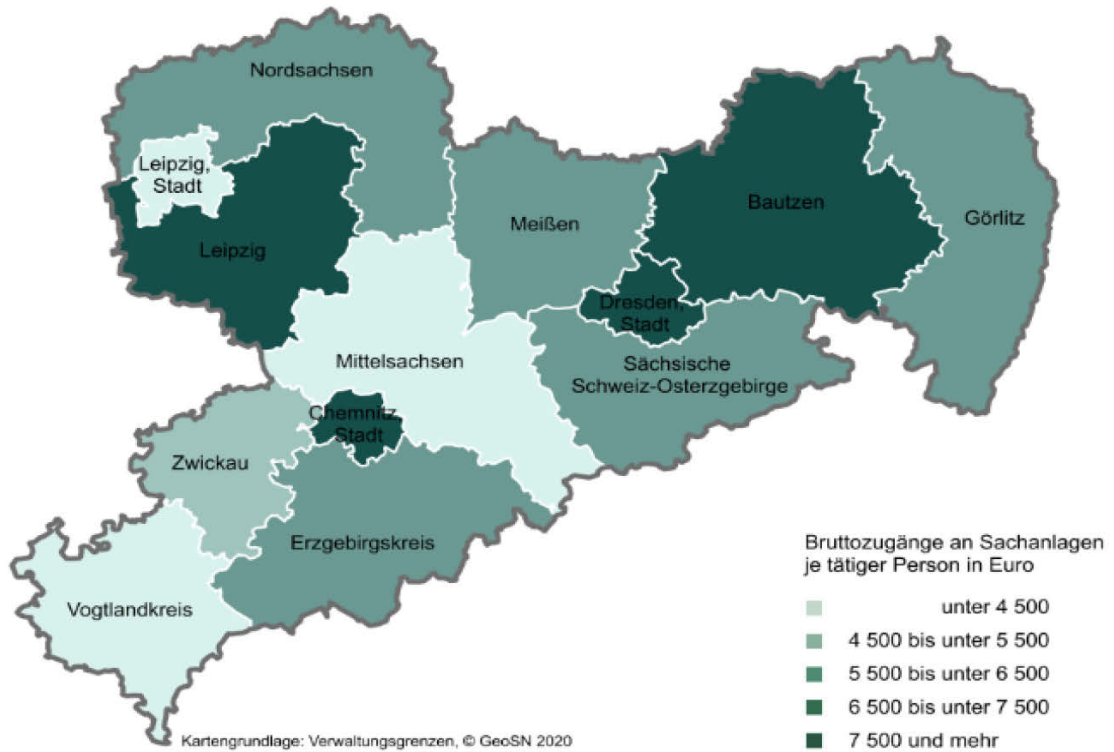 Nordsachsen
Leipzig,
Stadt
Leipzig
Meißen
Bautzen
Görlitz
Dresden,
Stadt
Mittelsachsen
Sächsische
Schweiz-Osterzgebirge
Chemnitz,
Stadt
Zwickau
Erzgebirgskreis
Vogtlandkreis
Bruttozugänge an Sachanlagen
je tätiger Person in Euro
unter 4 500
4 500 bis unter 5 500
5 500 bis unter 6 500
6 500 bis unter 7 500
7 500 und mehr
Kartengrundlage: Verwaltungsgrenzen, © GeoSN 2020